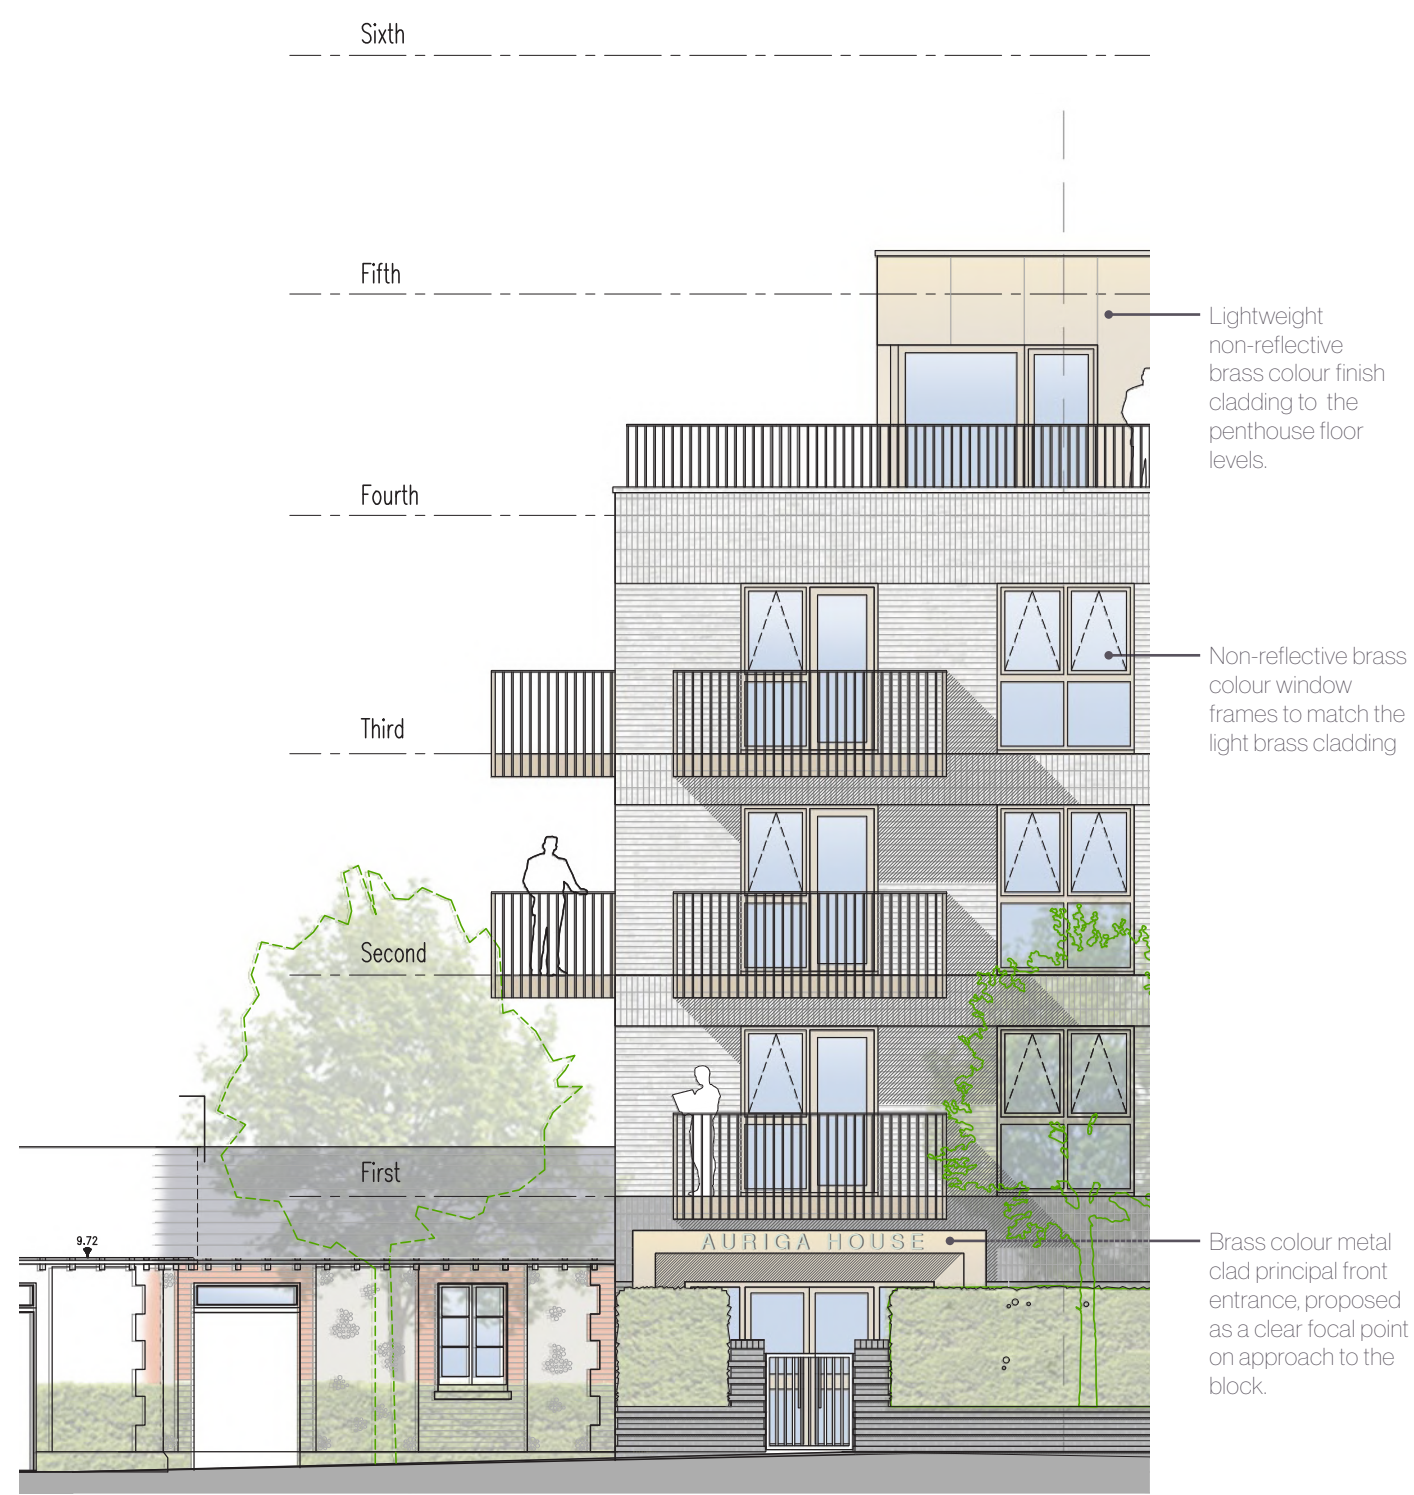 Sixth
Fifth
Lightweight
non-reflective
brass colour finish
cladding to the
penthouse floor
levels.
Fourth
Non-reflective brass
colour window
frames to match the
light brass cladding
Third
Second
First
9.72
AURIGA HOUSE
Brass colour metal
clad principal front
entrance, proposed
as a clear focal point
on approach to the
block.